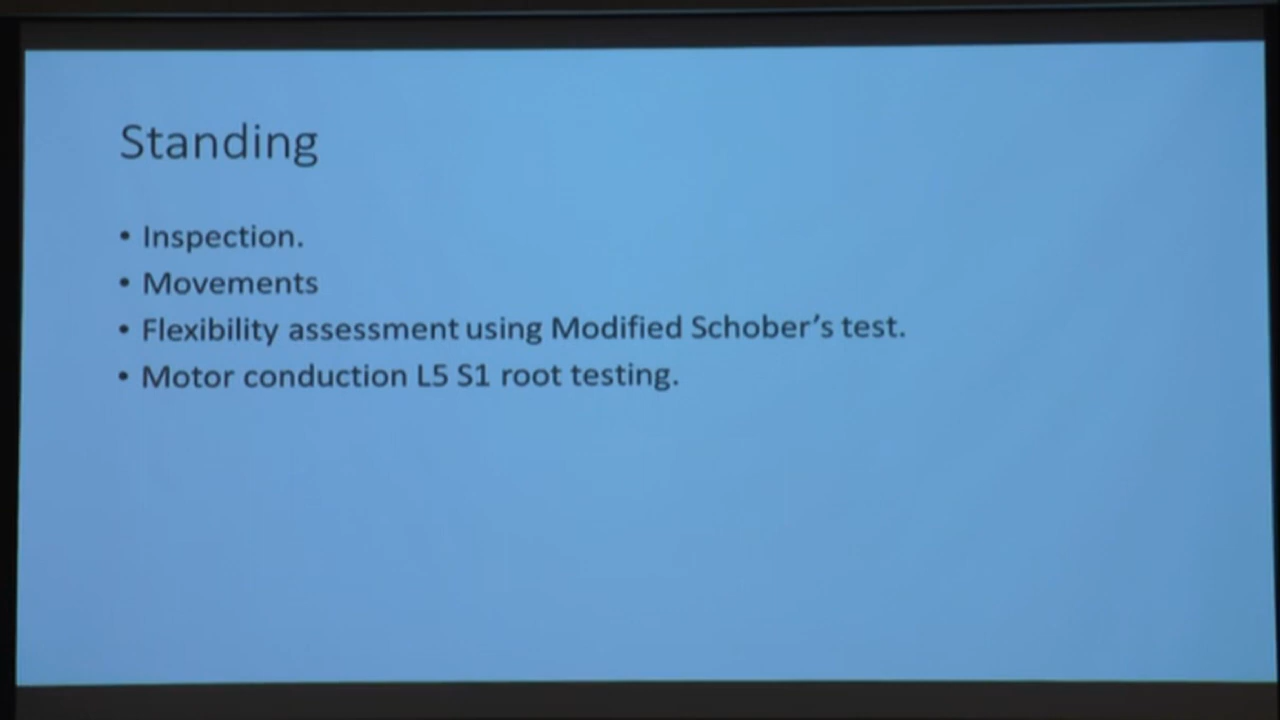 Standing
• Inspection.
• Movements
• Flexibility assessment using Modified Schober’s test.
• Motor conduction L5 S1 root testing.